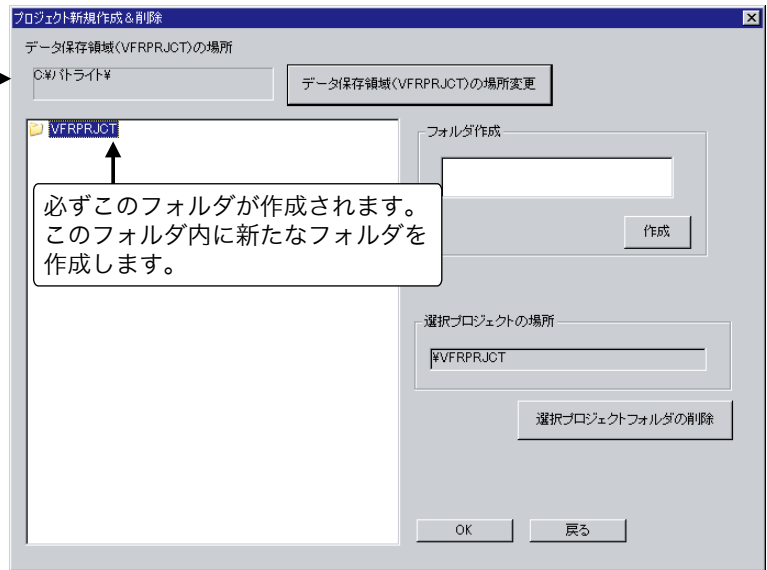 プロジェクト新規作成&削除
データ保存領域(VFRPRJCT)の場所
C:¥パトライト¥
データ保存領域(VFRPRJCT)の場所変更
VFRPRJCT
フォルダ作成
必ずこのフォルダが作成されます。
このフォルダ内に新たなフォルダを
作成します。
作成
選択プロジェクトの場所
¥VFRPRJCT
選択プロジェクトフォルダの削除
OK
戻る